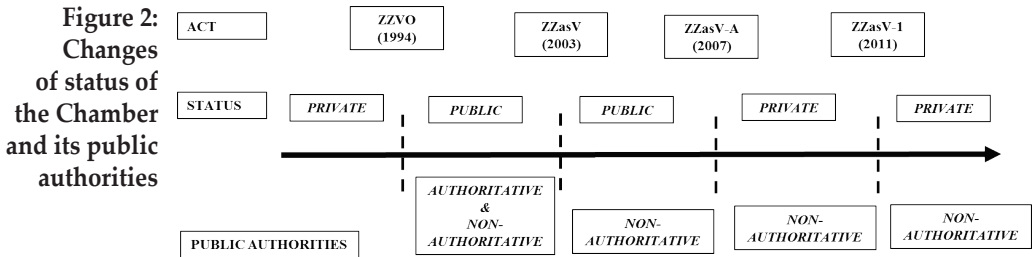 Figure 2:
Changes
of status of
the Chamber
and its public
authorities
ACT
ZZVO
(1994)
ZZasV
(2003)
ZZasV-A
(2007)
ZZasV-1
(2011)
STATUS
PRIVATE
PUBLIC
PUBLIC
PRIVATE
PRIVATE
PUBLIC AUTHORITIES
AUTHORITATIVE
&
NON-
AUTHORITATIVE
NON-
AUTHORITATIVE
NON-
AUTHORITATIVE
NON-
AUTHORITATIVE